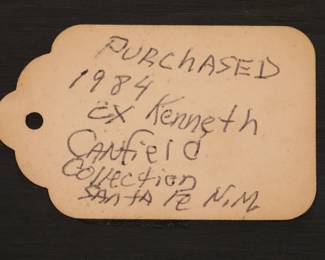 PURCHASED
1984
EX Kenneth
CANfield
Collection
SANTA FE N.M.